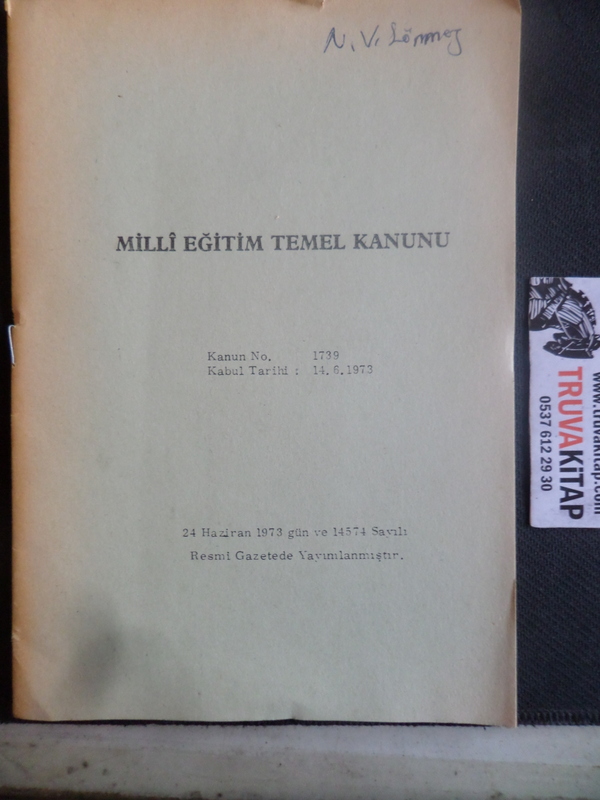 N. V. Sönmez
MİLLÎ EĞİTİM TEMEL KANUNU
Kanun No. 1739
Kabul Tarihi : 14.6.1973
24 Haziran 1973 gün ve 14574 Sayılı
Resmî Gazetede Yayımlanmıştır.
www.truvakitap.com
TRUVAKİTAP
0537 612 29 30